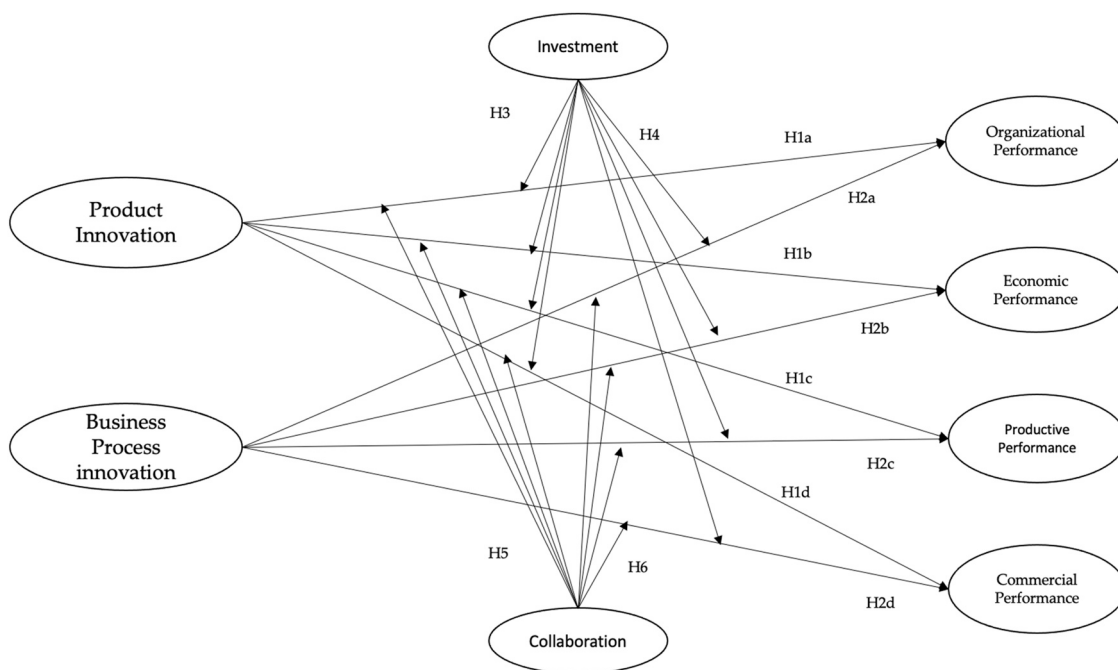 Investment
H3
H4
H1a
Organizational
Performance
Product
Innovation
H2a
H1b
Economic
Performance
H2b
H1c
Business
Process
innovation
Productive
Performance
H2c
H1d
H5
H6
Commercial
Performance
H2d
Collaboration